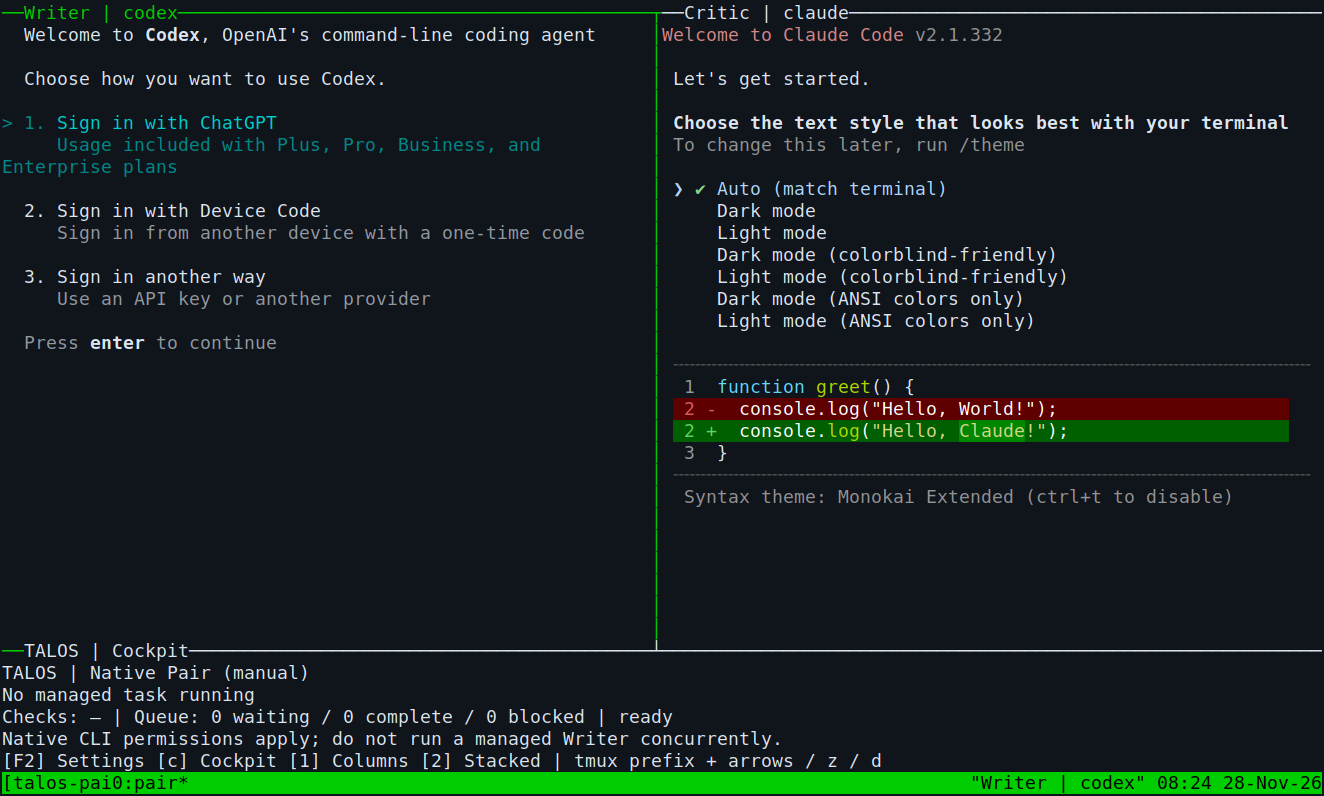 Writer | codex
Welcome to Codex, OpenAI's command-line coding agent
Choose how you want to use Codex.
> 1. Sign in with ChatGPT
Usage included with Plus, Pro, Business, and
Enterprise plans
2. Sign in with Device Code
Sign in from another device with a one-time code
3. Sign in another way
Use an API key or another provider
Press enter to continue
Critic | claude
Welcome to Claude Code v2.1.332
Let's get started.
Choose the text style that looks best with your terminal
To change this later, run /theme
❯ ✔ Auto (match terminal)
Dark mode
Light mode
Dark mode (colorblind-friendly)
Light mode (colorblind-friendly)
Dark mode (ANSI colors only)
Light mode (ANSI colors only)
1 function greet() {
2 - console.log("Hello, World!");
2 + console.log("Hello, Claude!");
3 }
Syntax theme: Monokai Extended (ctrl+t to disable)
TALOS | Cockpit
TALOS | Native Pair (manual)
No managed task running
Checks: — | Queue: 0 waiting / 0 complete / 0 blocked | ready
Native CLI permissions apply; do not run a managed Writer concurrently.
[F2] Settings [c] Cockpit [1] Columns [2] Stacked | tmux prefix + arrows / z / d
[talos-pai0:pair* "Writer | codex" 08:24 28-Nov-26